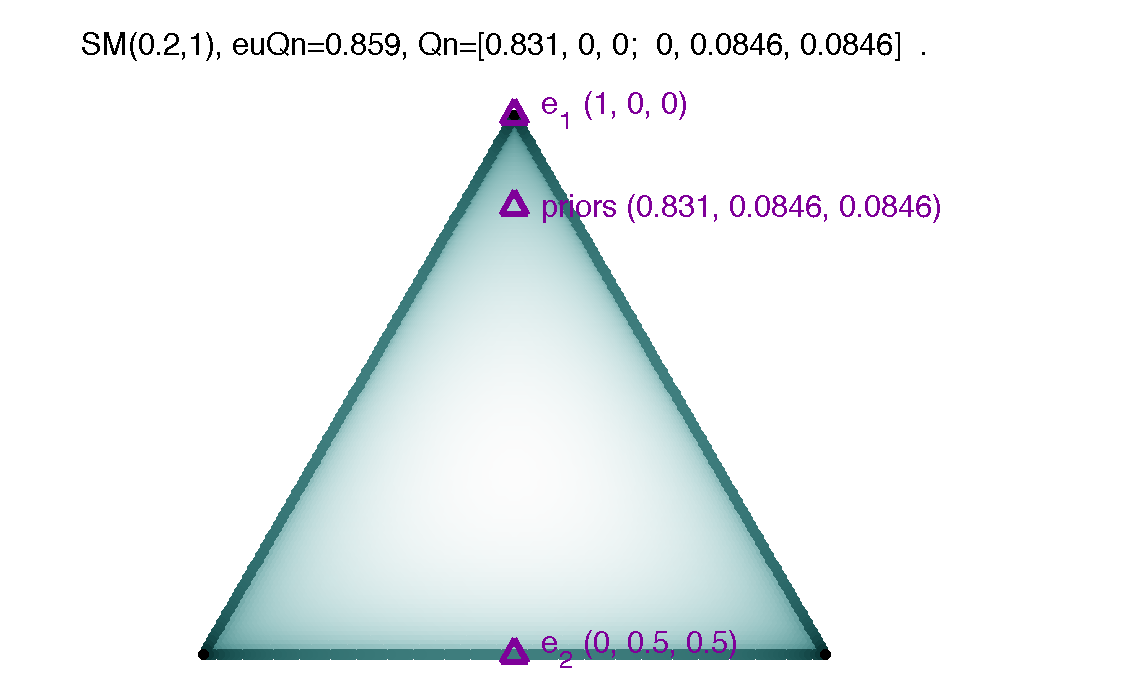 SM(0.2,1), euQn=0.859, Qn=[0.831, 0, 0;  0, 0.0846, 0.0846]  .
e₁ (1, 0, 0)
priors (0.831, 0.0846, 0.0846)
e₂ (0, 0.5, 0.5)